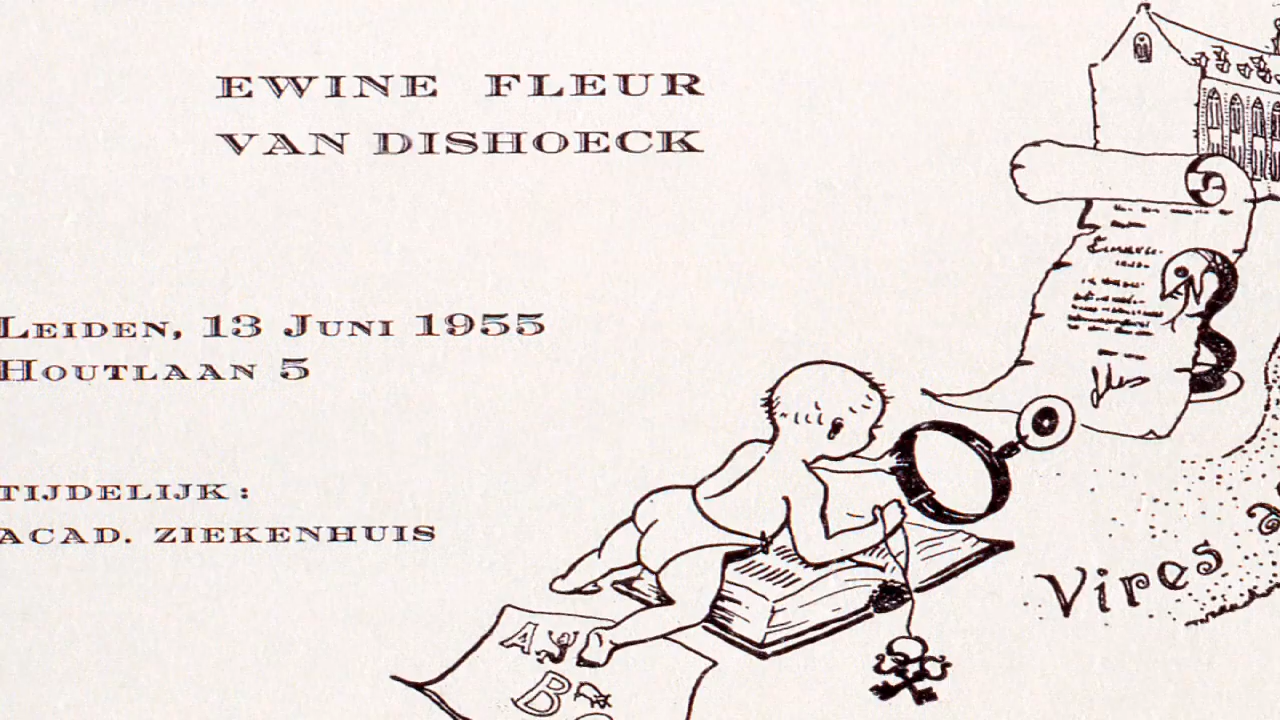 EWINE FLEUR
VAN DISHOECK
LEIDEN, 13 JUNI 1955
HOUTLAAN 5
TIJDELIJK:
ACAD. ZIEKENHUIS
Vires
A
B